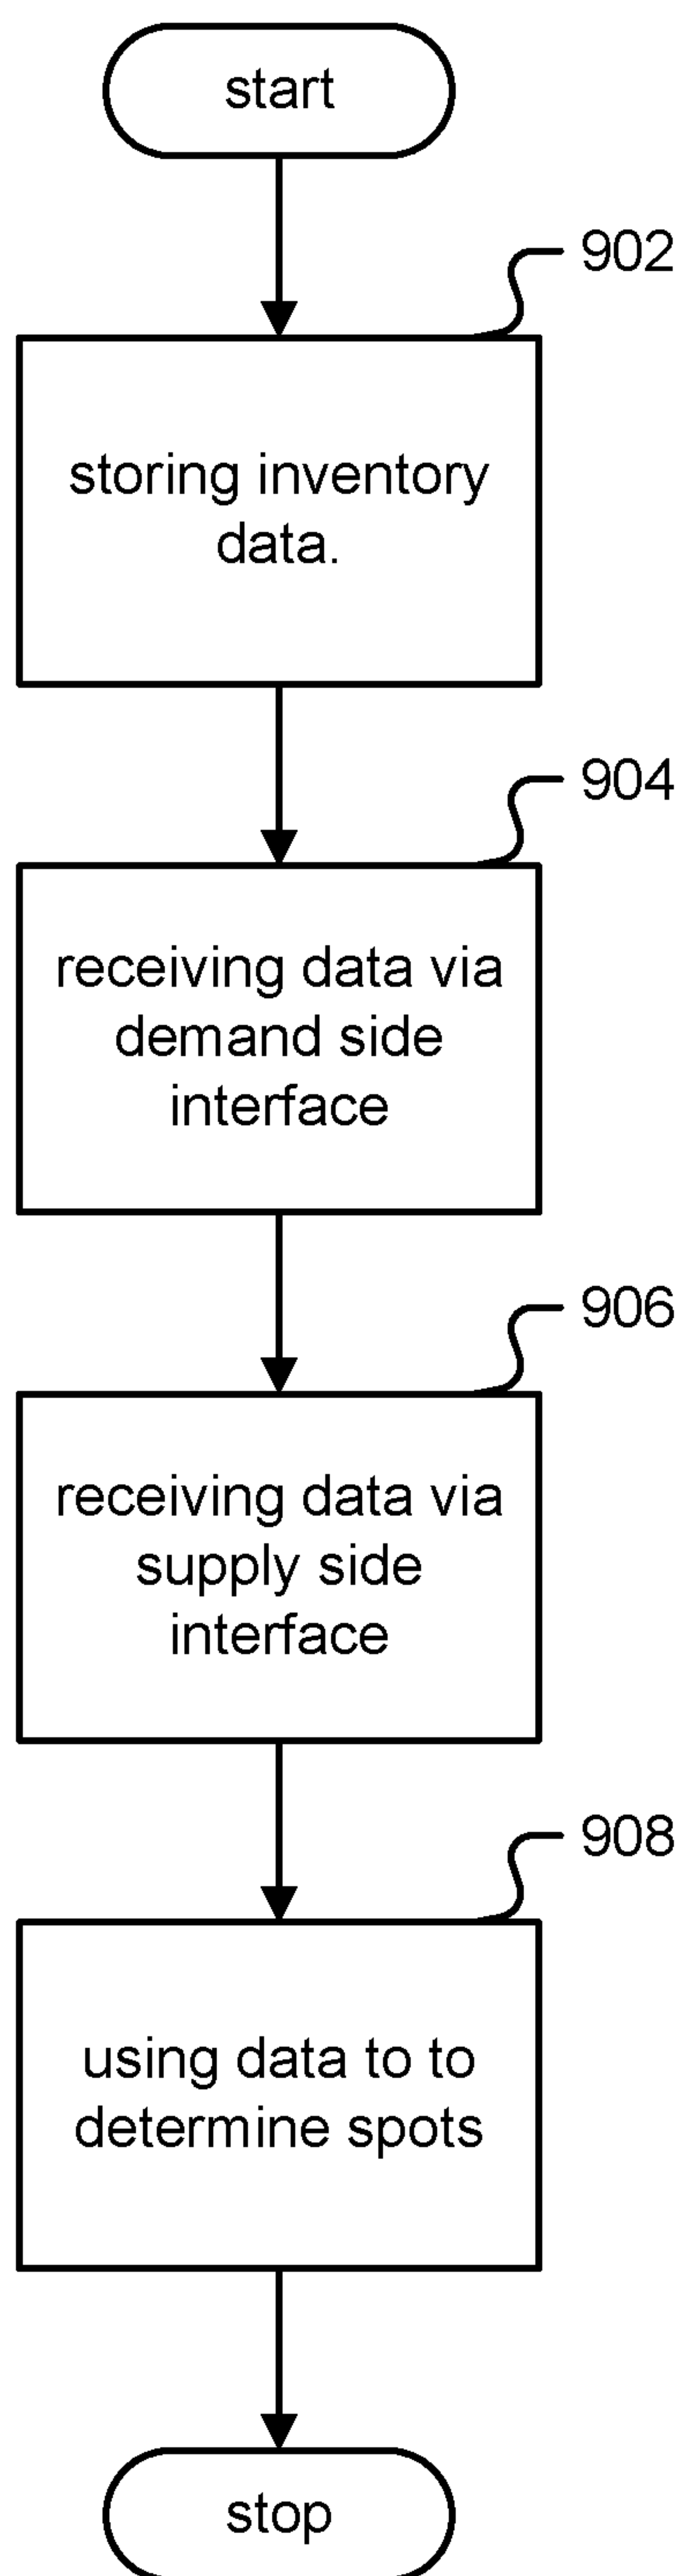 start
902
storing inventory
data.
904
receiving data via
demand side
interface
906
receiving data via
supply side
interface
908
using data to to
determine spots
stop